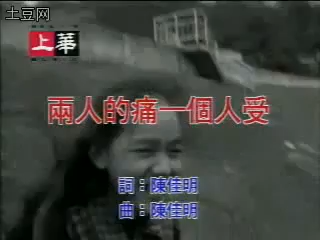 土豆网
上華
兩人的痛一個人受
詞：陳佳明
曲：陳佳明